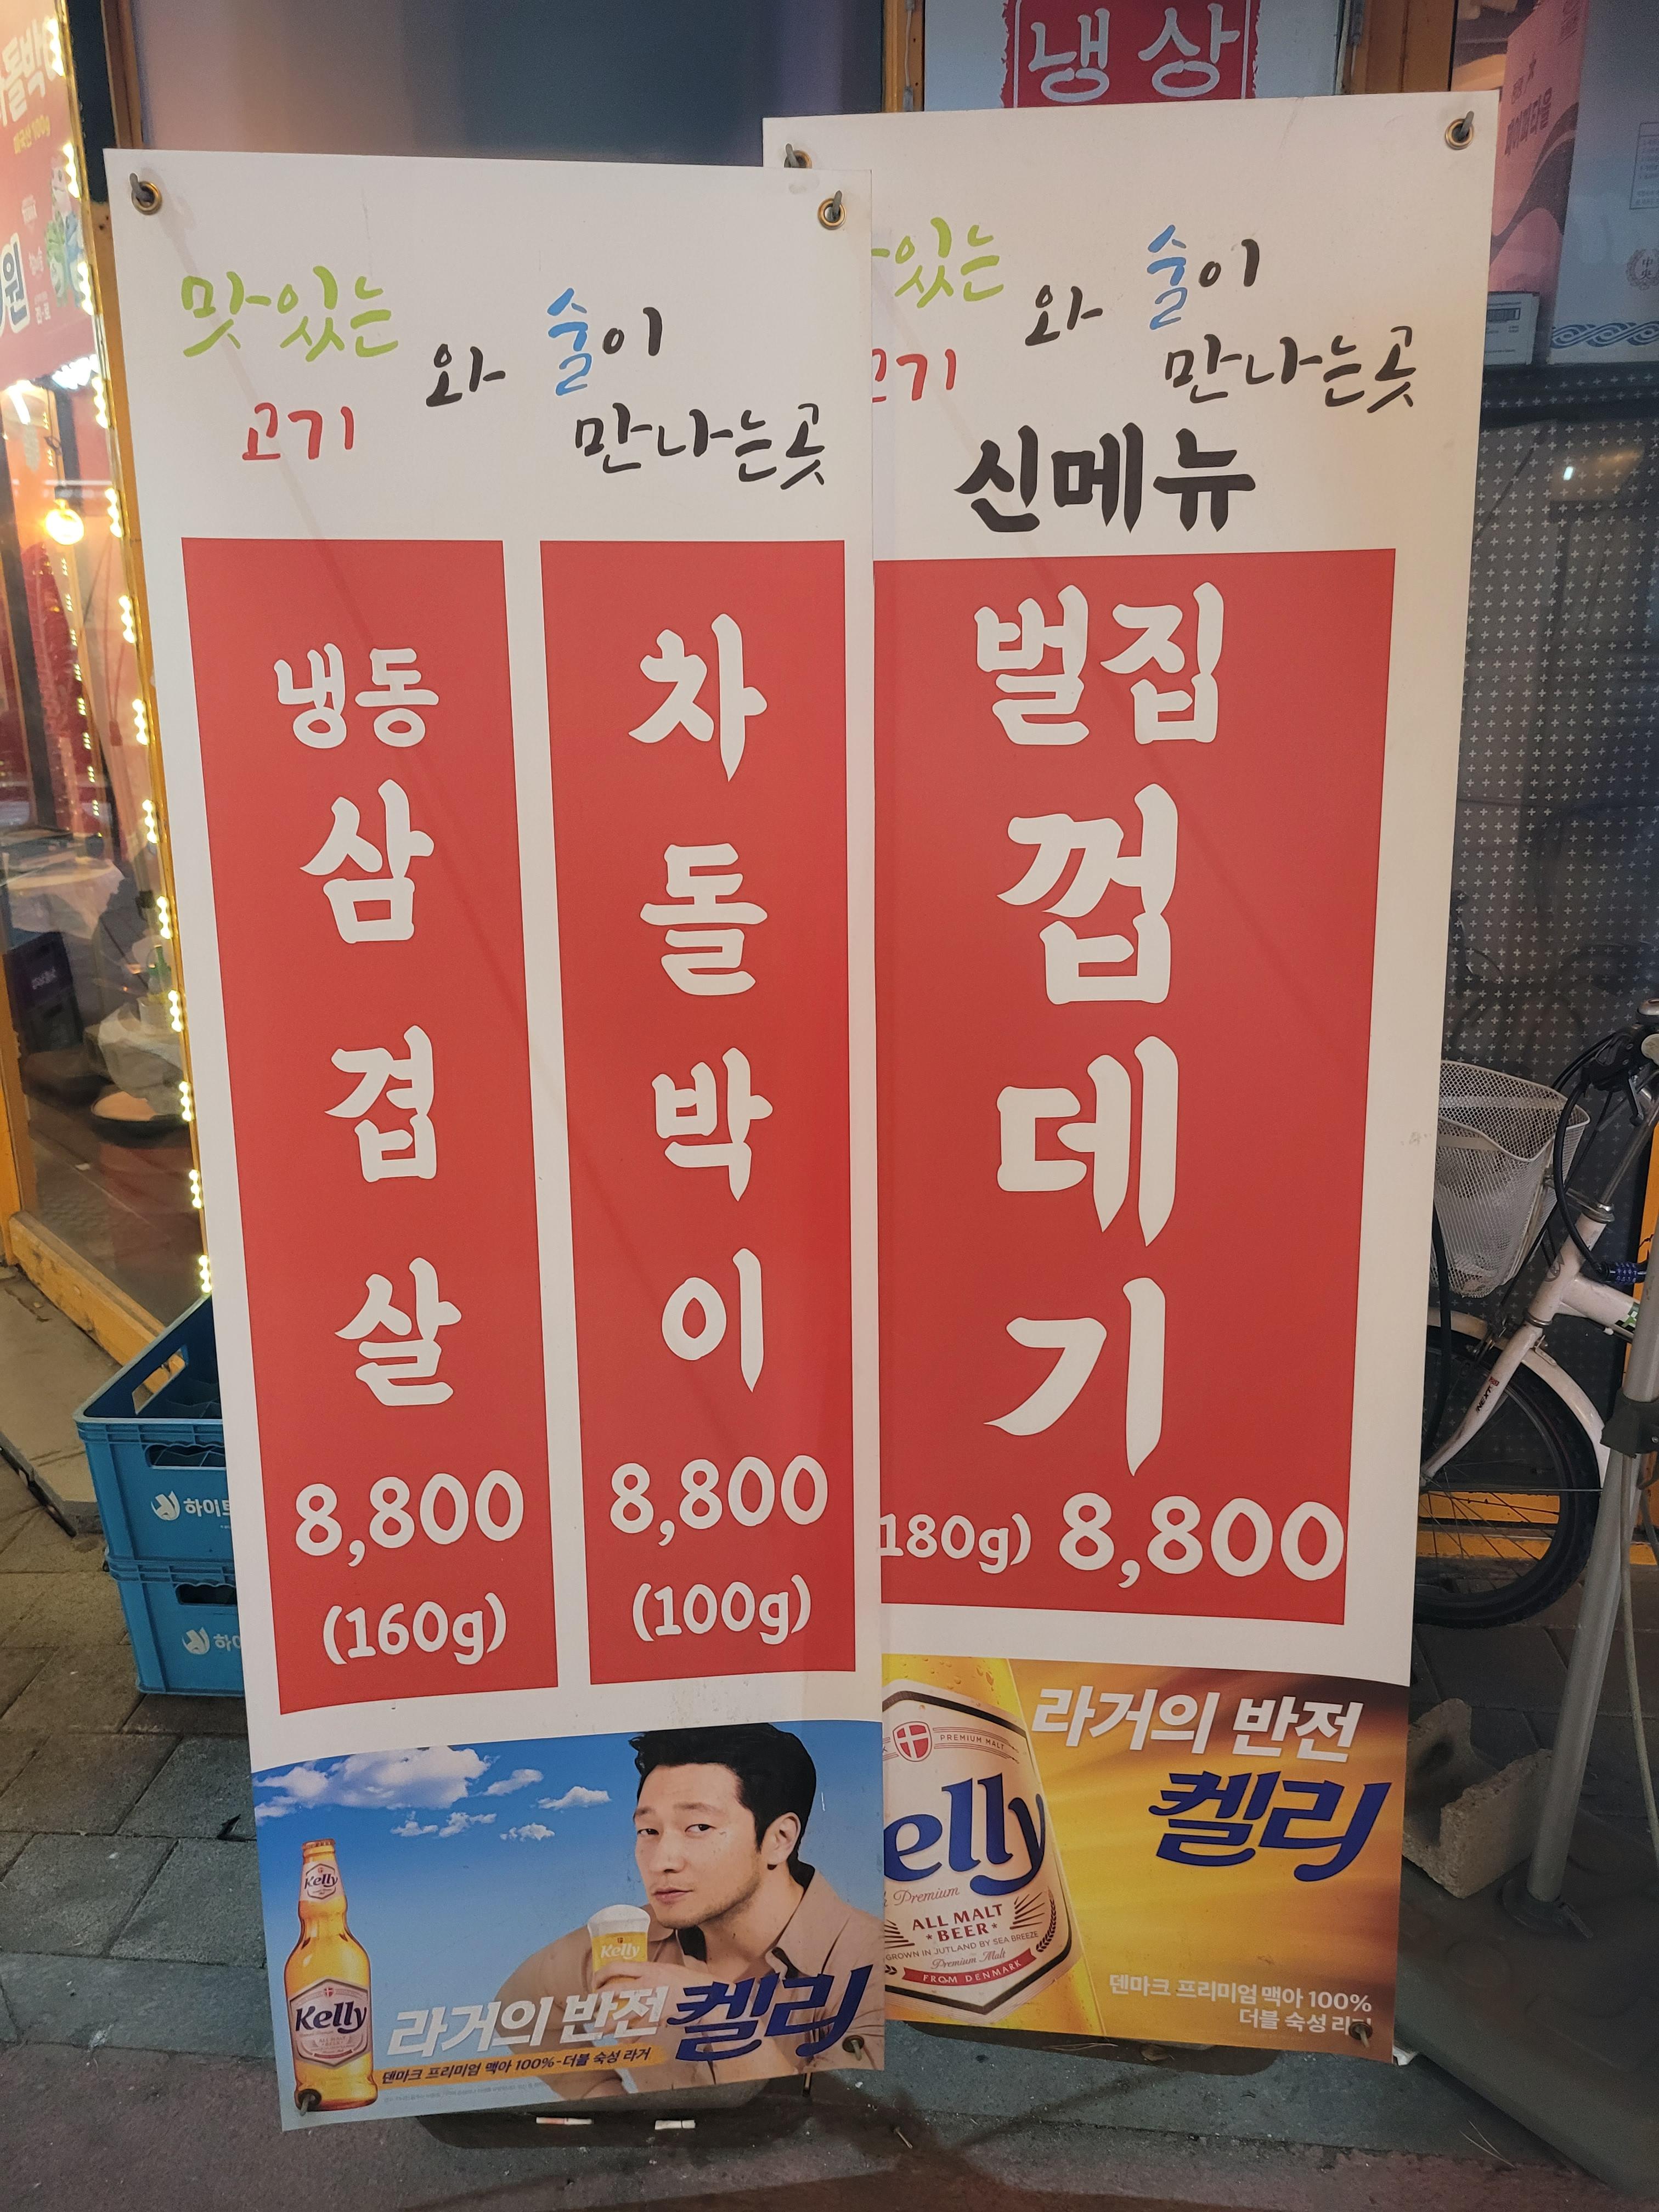 냉상
맛있는
고기
와
술이
만나는곳
냉동
삼겹살
8,800
(160g)
차돌박이
8,800
(100g)
Kelly
Kelly
Kelly
라거의 반전 켈리
덴마크 프리미엄 맥아 100%-더블 숙성 라거
있는
와
술이
만나는곳
신메뉴
벌집
껍데기
180g) 8,800
라거의 반전
켈리
PREMIUM MALT
elly
Premium
ALL MALT
BEER
GROWN IN JUTLAND BY SEA BREEZE
Premium Malt
FROM DENMARK
덴마크 프리미엄 맥아 100%
더블 숙성
하이트
하이
원
NEXT